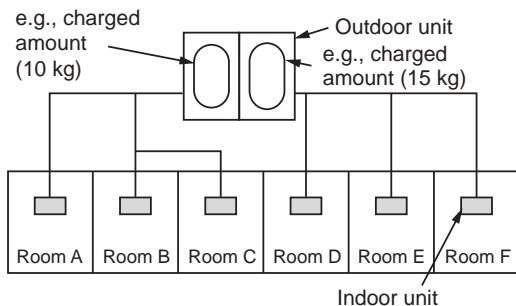 e.g., charged
amount
(10 kg)
Outdoor unit
e.g., charged
amount (15 kg)
Room A
Room B
Room C
Room D
Room E
Room F
Indoor unit